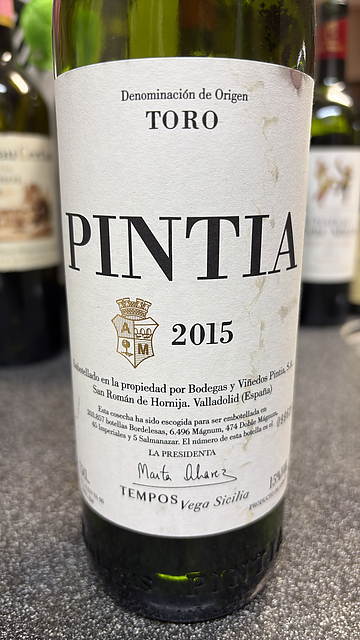 Denominación de Origen
TORO
PINTIA
A M
2015
Embotellado en la propiedad por Bodegas y Viñedos Pintia, S.A.
San Román de Hornija. Valladolid (España)
Esta cosecha ha sido escogida para ser embotellada en
botellas Bordelesas, 6.496 Mágnum, 474 Doble Mágnum,
45 Imperiales y 5 Salmanazar. El número de esta botella es el
LA PRESIDENTA
Marta Álvarez
TEMPOS Vega Sicilia
PINTIA